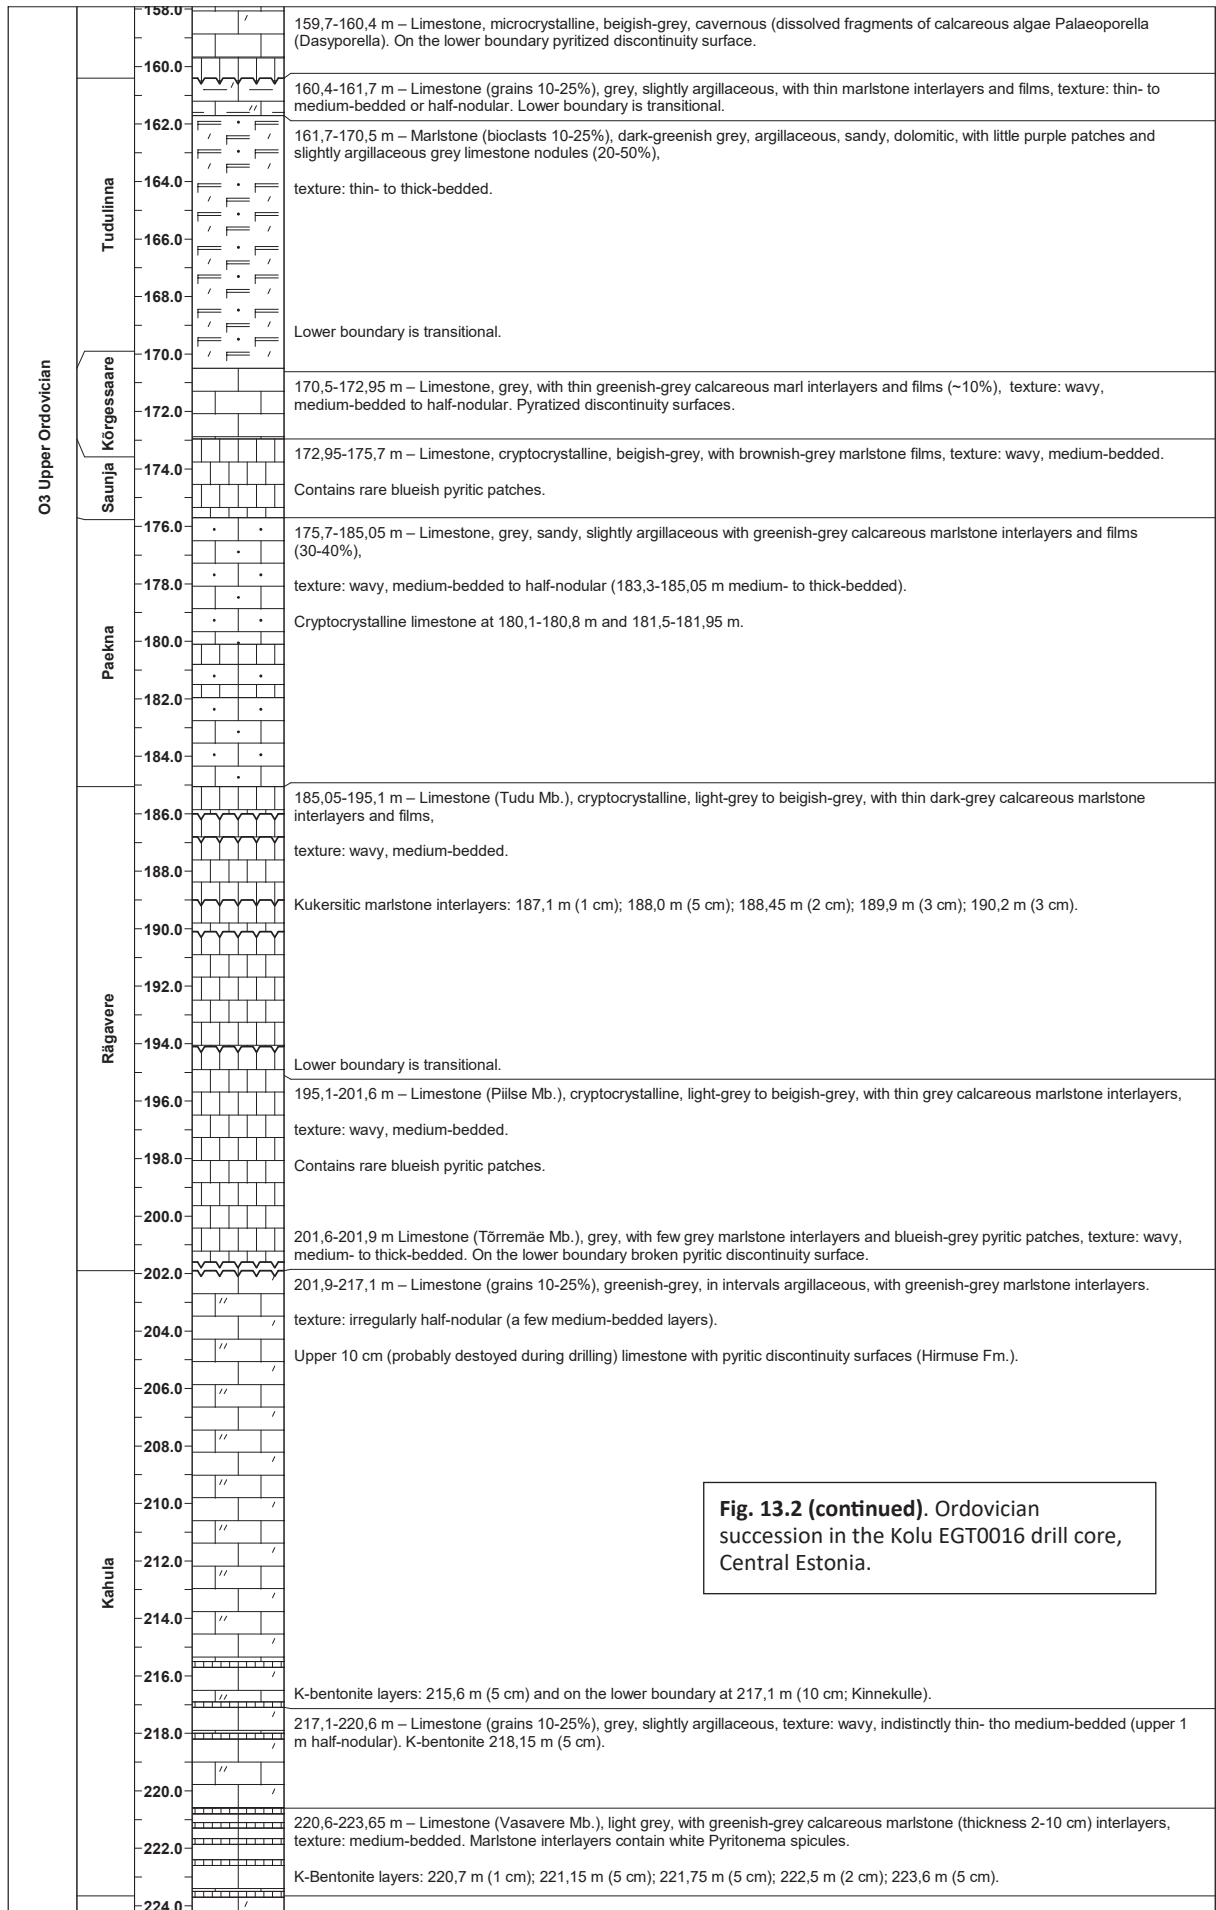 O3 Upper Ordovician
Tudulinna
Kõrgessaare
Saunja
Paekna
Rägavere
Kahula
158.0
160.0
162.0
164.0
166.0
168.0
170.0
172.0
174.0
176.0
178.0
180.0
182.0
184.0
186.0
188.0
190.0
192.0
194.0
196.0
198.0
200.0
202.0
204.0
206.0
208.0
210.0
212.0
214.0
216.0
218.0
220.0
222.0
224.0
159,7-160,4 m – Limestone, microcrystalline, beigish-grey, cavernous (dissolved fragments of calcareous algae Palaeoporella
(Dasyporella). On the lower boundary pyritized discontinuity surface.
160,4-161,7 m – Limestone (grains 10-25%), grey, slightly argillaceous, with thin marlstone interlayers and films, texture: thin- to
medium-bedded or half-nodular. Lower boundary is transitional.
161,7-170,5 m – Marlstone (bioclasts 10-25%), dark-greenish grey, argillaceous, sandy, dolomitic, with little purple patches and
slightly argillaceous grey limestone nodules (20-50%),
texture: thin- to thick-bedded.
Lower boundary is transitional.
170,5-172,95 m – Limestone, grey, with thin greenish-grey calcareous marl interlayers and films (~10%), texture: wavy,
medium-bedded to half-nodular. Pyratized discontinuity surfaces.
172,95-175,7 m – Limestone, cryptocrystalline, beigish-grey, with brownish-grey marlstone films, texture: wavy, medium-bedded.
Contains rare blueish pyritic patches.
175,7-185,05 m – Limestone, grey, sandy, slightly argillaceous with greenish-grey calcareous marlstone interlayers and films
(30-40%),
texture: wavy, medium-bedded to half-nodular (183,3-185,05 m medium- to thick-bedded).
Cryptocrystalline limestone at 180,1-180,8 m and 181,5-181,95 m.
185,05-195,1 m – Limestone (Tudu Mb.), cryptocrystalline, light-grey to beigish-grey, with thin dark-grey calcareous marlstone
interlayers and films,
texture: wavy, medium-bedded.
Kukersitic marlstone interlayers: 187,1 m (1 cm); 188,0 m (5 cm); 188,45 m (2 cm); 189,9 m (3 cm); 190,2 m (3 cm).
Lower boundary is transitional.
195,1-201,6 m – Limestone (Piilse Mb.), cryptocrystalline, light-grey to beigish-grey, with thin grey calcareous marlstone interlayers,
texture: wavy, medium-bedded.
Contains rare blueish pyritic patches.
201,6-201,9 m Limestone (Tõrremäe Mb.), grey, with few grey marlstone interlayers and blueish-grey pyritic patches, texture: wavy,
medium- to thick-bedded. On the lower boundary broken pyritic discontinuity surface.
201,9-217,1 m – Limestone (grains 10-25%), greenish-grey, in intervals argillaceous, with greenish-grey marlstone interlayers.
texture: irregularly half-nodular (a few medium-bedded layers).
Upper 10 cm (probably destoyed during drilling) limestone with pyritic discontinuity surfaces (Hirmuse Fm.).
Fig. 13.2 (continued). Ordovician
succession in the Kolu EGT0016 drill core,
Central Estonia.
K-bentonite layers: 215,6 m (5 cm) and on the lower boundary at 217,1 m (10 cm; Kinnekulle).
217,1-220,6 m – Limestone (grains 10-25%), grey, slightly argillaceous, texture: wavy, indistinctly thin- tho medium-bedded (upper 1
m half-nodular). K-bentonite 218,15 m (5 cm).
220,6-223,65 m – Limestone (Vasavere Mb.), light grey, with greenish-grey calcareous marlstone (thickness 2-10 cm) interlayers,
texture: medium-bedded. Marlstone interlayers contain white Pyritonema spicules.
K-Bentonite layers: 220,7 m (1 cm); 221,15 m (5 cm); 221,75 m (5 cm); 222,5 m (2 cm); 223,6 m (5 cm).